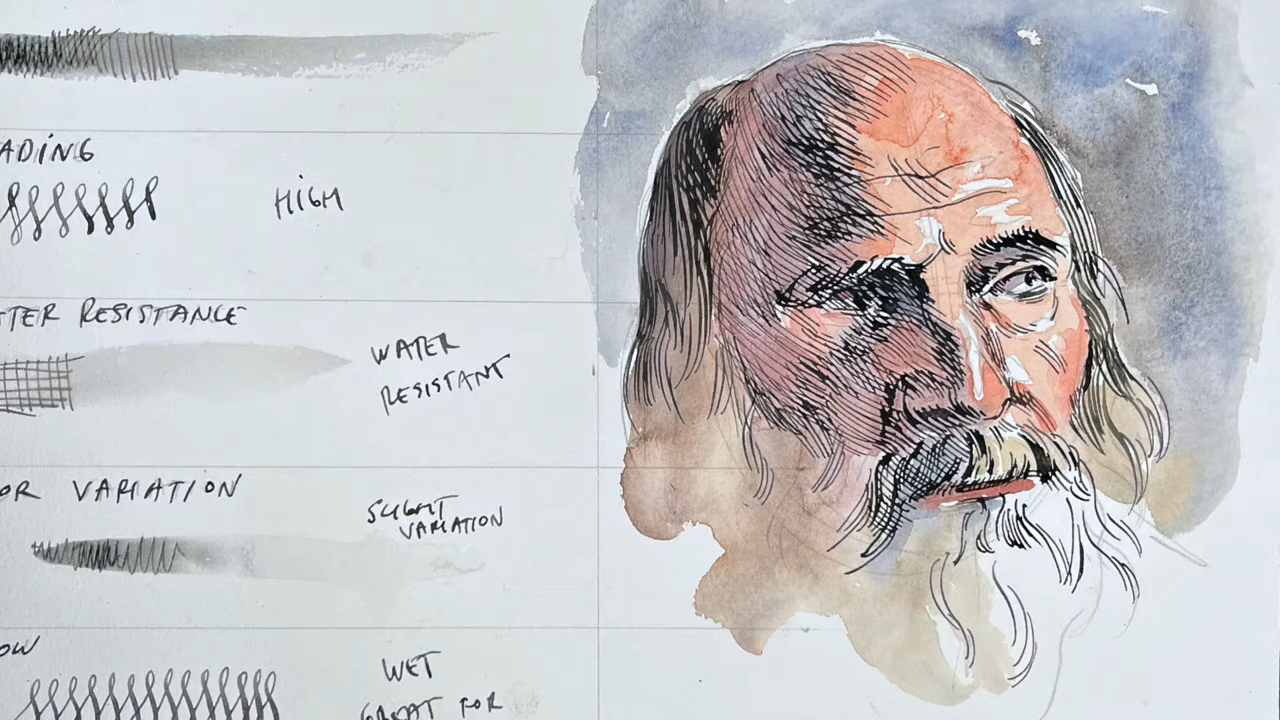 ADING
HIGH
TER RESISTANCE
WATER
RESISTANT
OR VARIATION
SLIGHT
VARIATION
OW
WET
GREAT FOR